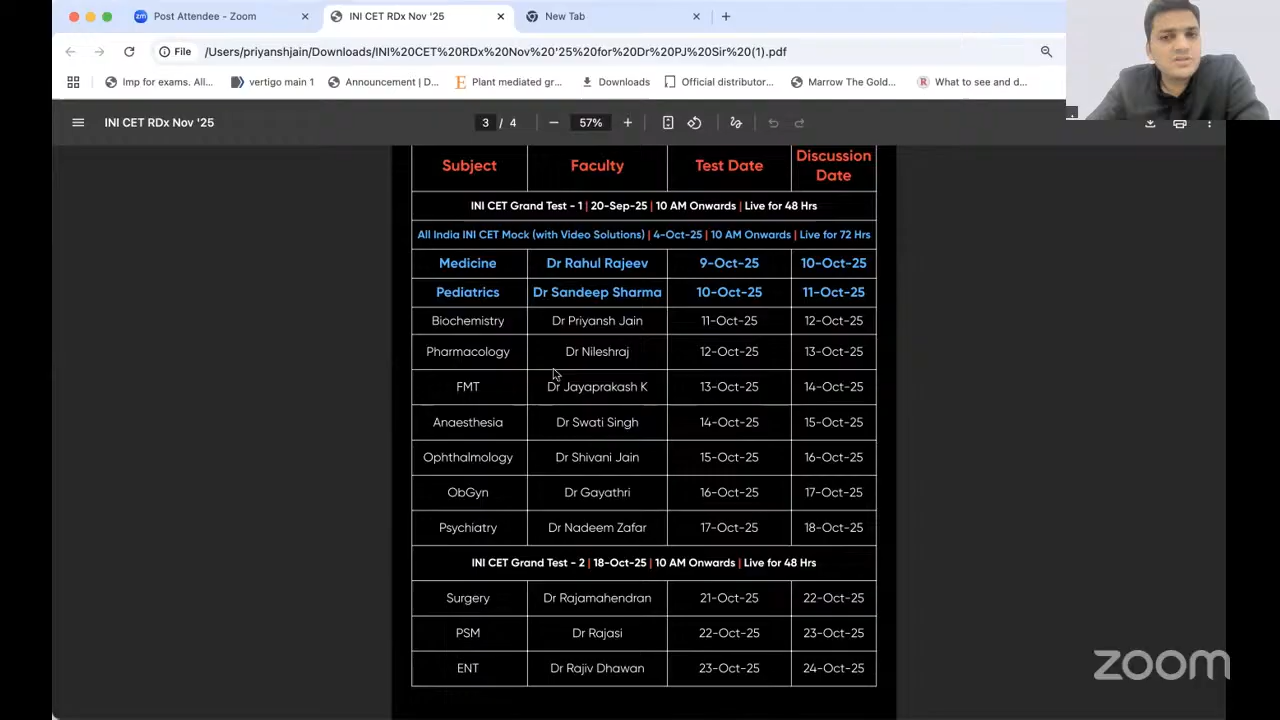 Post Attendee - Zoom
INI CET RDx Nov '25
New Tab
File
/Users/priyanshjain/Downloads/INI%20CET%20RDx%20Nov%20'25%20for%20Dr%20PJ%20Sir%20(1).pdf
Imp for exams. All...
vertigo main 1
Announcement | D...
Plant mediated gr...
Downloads
Official distributor...
Marrow The Gold...
What to see and d...
INI CET RDx Nov '25
3 / 4
57%
Subject Faculty Test Date Discussion Date
INI CET Grand Test - 1 | 20-Sep-25 | 10 AM Onwards | Live for 48 Hrs
All India INI CET Mock (with Video Solutions) | 4-Oct-25 | 10 AM Onwards | Live for 72 Hrs
Medicine Dr Rahul Rajeev 9-Oct-25 10-Oct-25
Pediatrics Dr Sandeep Sharma 10-Oct-25 11-Oct-25
Biochemistry Dr Priyansh Jain 11-Oct-25 12-Oct-25
Pharmacology Dr Nileshraj 12-Oct-25 13-Oct-25
FMT Dr Jayaprakash K 13-Oct-25 14-Oct-25
Anaesthesia Dr Swati Singh 14-Oct-25 15-Oct-25
Ophthalmology Dr Shivani Jain 15-Oct-25 16-Oct-25
ObGyn Dr Gayathri 16-Oct-25 17-Oct-25
Psychiatry Dr Nadeem Zafar 17-Oct-25 18-Oct-25
INI CET Grand Test - 2 | 18-Oct-25 | 10 AM Onwards | Live for 48 Hrs
Surgery Dr Rajamahendran 21-Oct-25 22-Oct-25
PSM Dr Rajasi 22-Oct-25 23-Oct-25
ENT Dr Rajiv Dhawan 23-Oct-25 24-Oct-25
zoom